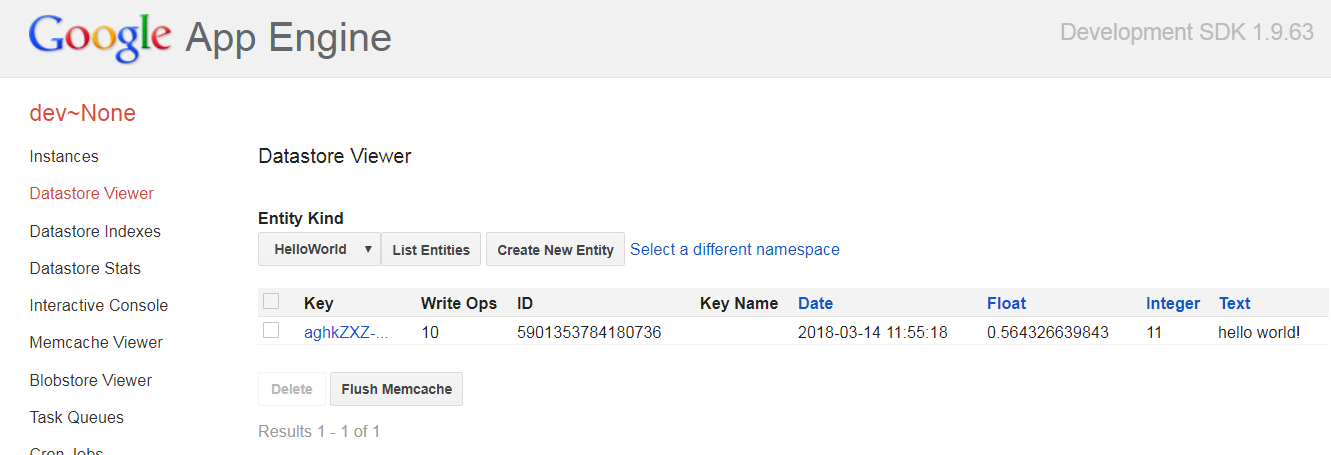 Google App Engine
Development SDK 1.9.63
dev~None
Instances
Datastore Viewer
Datastore Indexes
Datastore Stats
Interactive Console
Memcache Viewer
Blobstore Viewer
Task Queues
Cron Jobs
Datastore Viewer
Entity Kind
HelloWorld ▼ List Entities Create New Entity Select a different namespace
Key Write Ops ID Key Name Date Float Integer Text
aghkZXZ-... 10 5901353784180736 2018-03-14 11:55:18 0.564326639843 11 hello world!
Delete Flush Memcache
Results 1 - 1 of 1